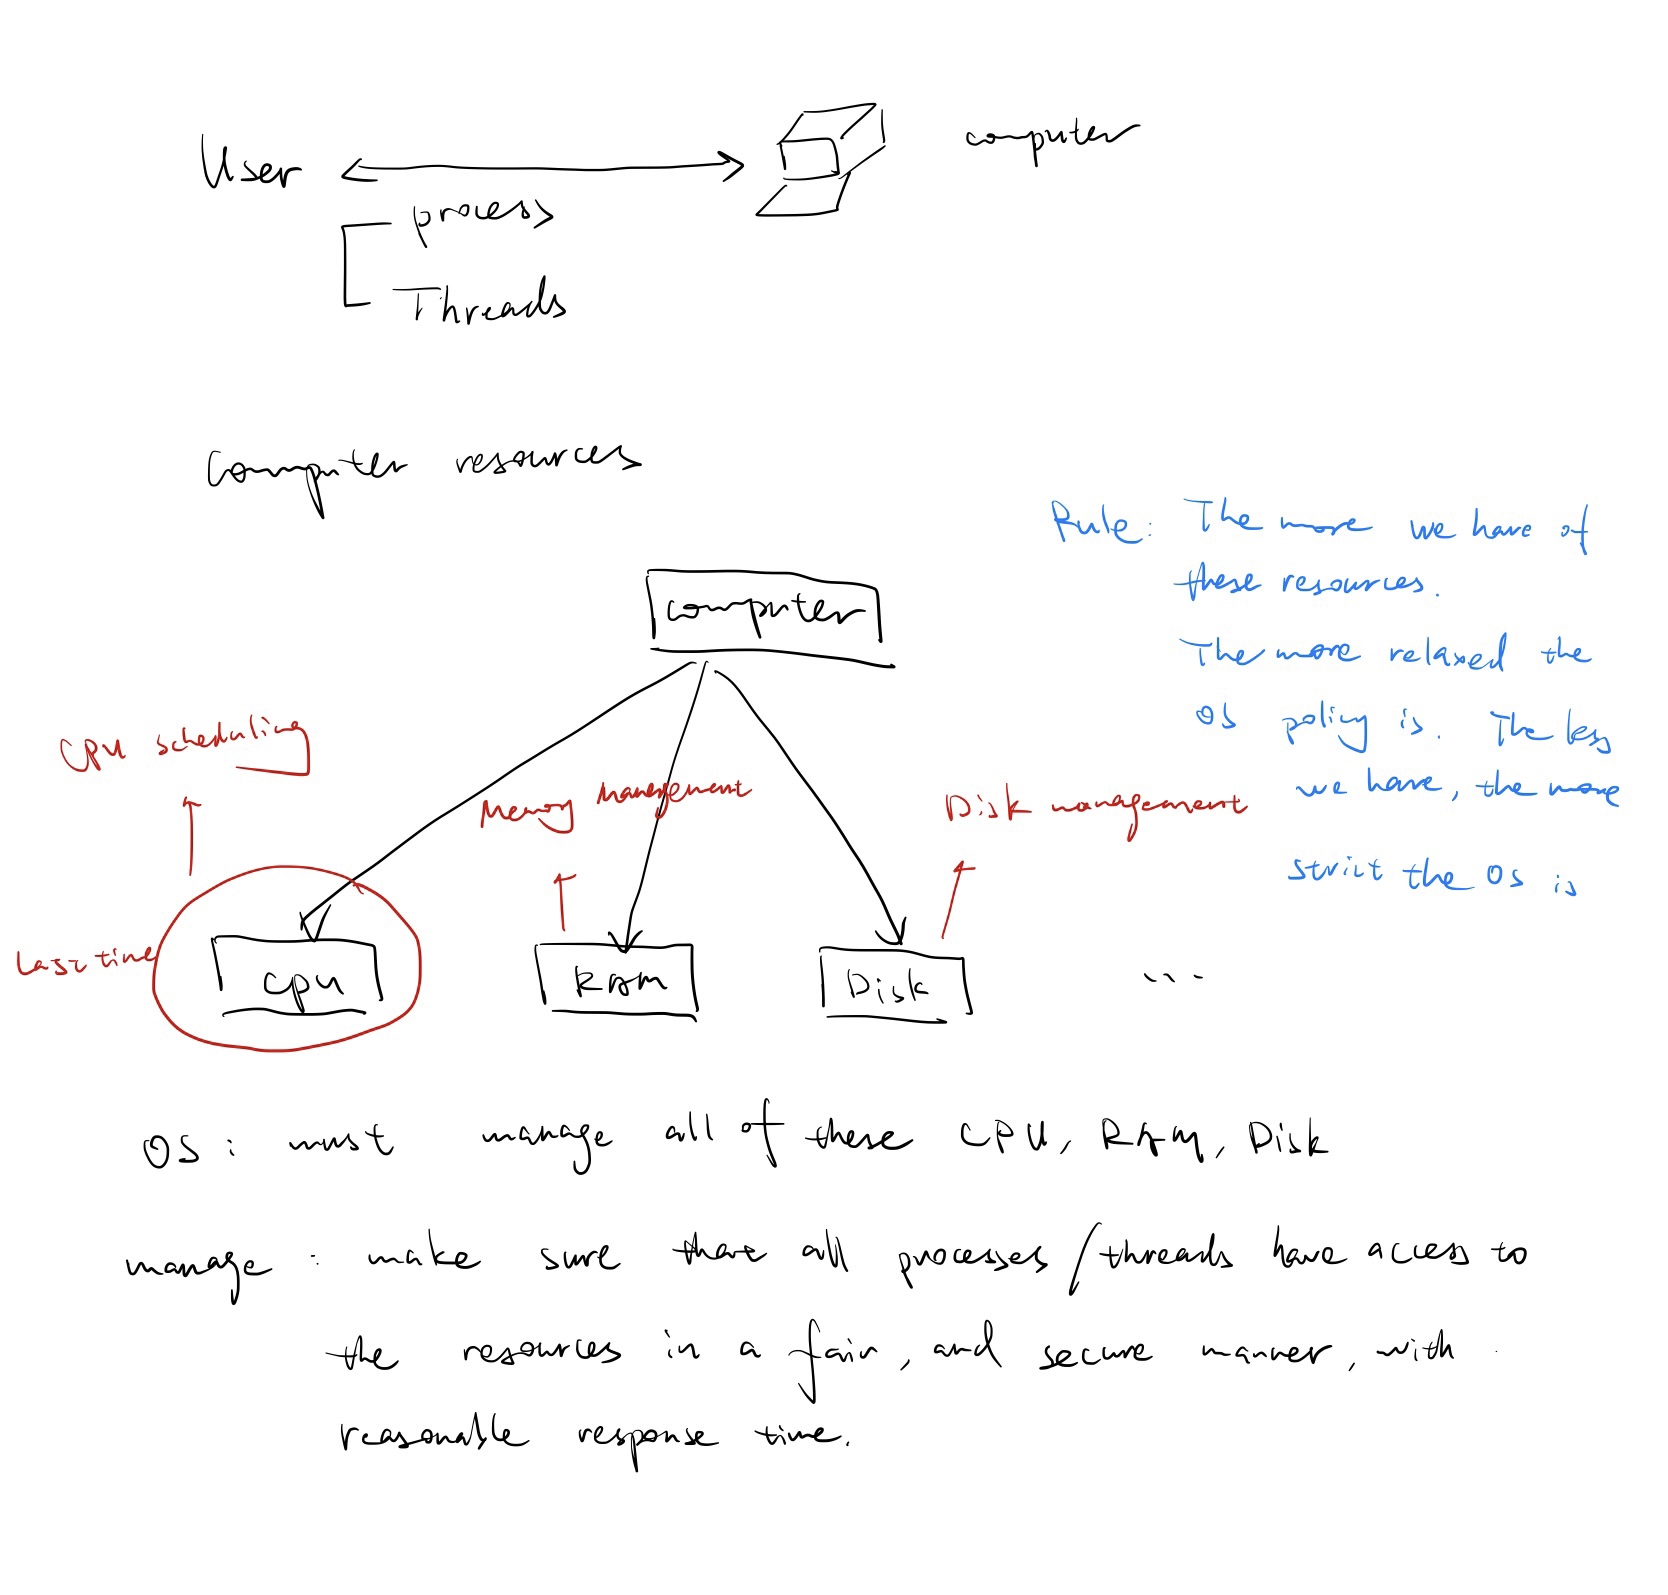 User
computer
process
Threads
Computer resources
Rule: The more we have of
these resources.
The more relaxed the
OS policy is. The less
we have, the more
strict the OS is
computer
CPU scheduling
Memory Management
Disk management
Last time
CPU
RAM
Disk
...
OS: must manage all of these CPU, RAM, Disk
manage: make sure that all processes/threads have access to
the resources in a fair, and secure manner, with
reasonable response time.